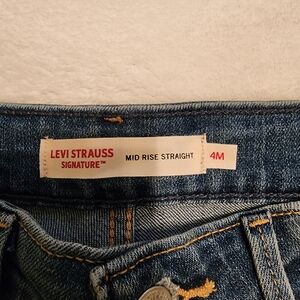 LEVI STRAUSS
SIGNATURE™
MID RISE STRAIGHT
4M